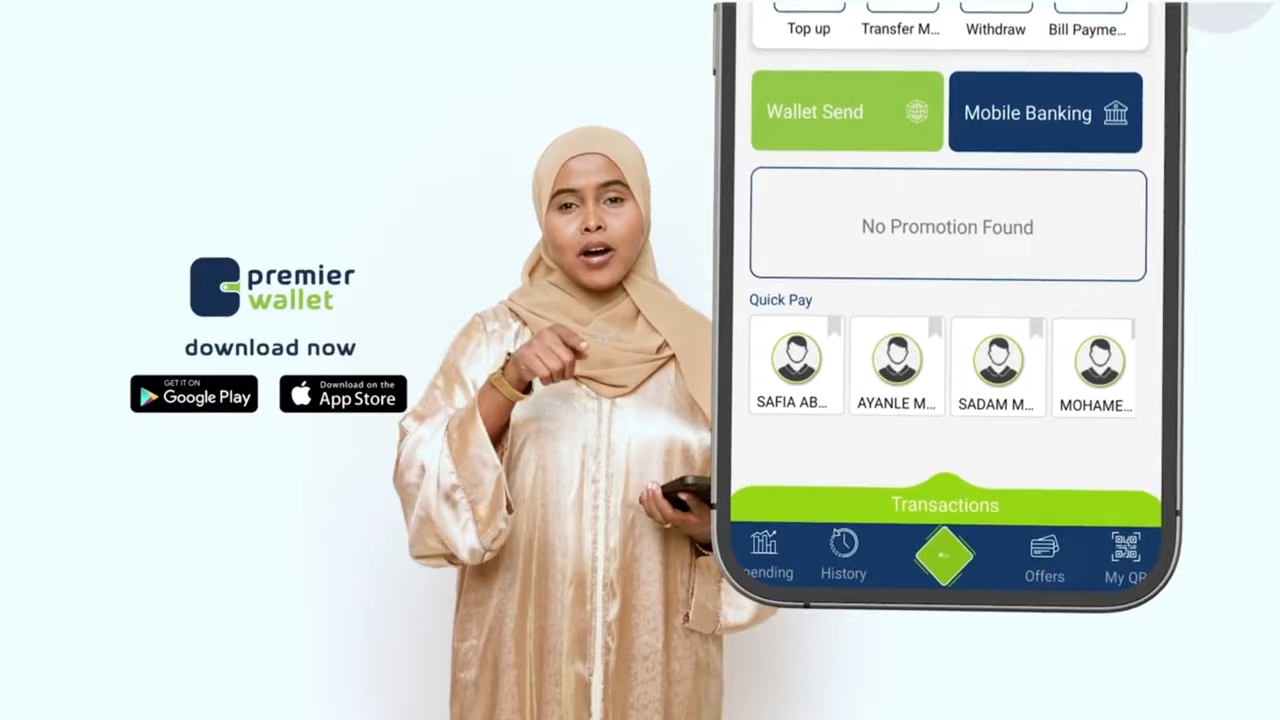 premier
wallet
download now
GET IT ON
Google Play
Download on the
App Store
Top up
Transfer M...
Withdraw
Bill Payme...
Wallet Send
Mobile Banking
No Promotion Found
Quick Pay
SAFIA AB...
AYANLE M...
SADAM M...
MOHAME...
Transactions
pending
History
Offers
My QR